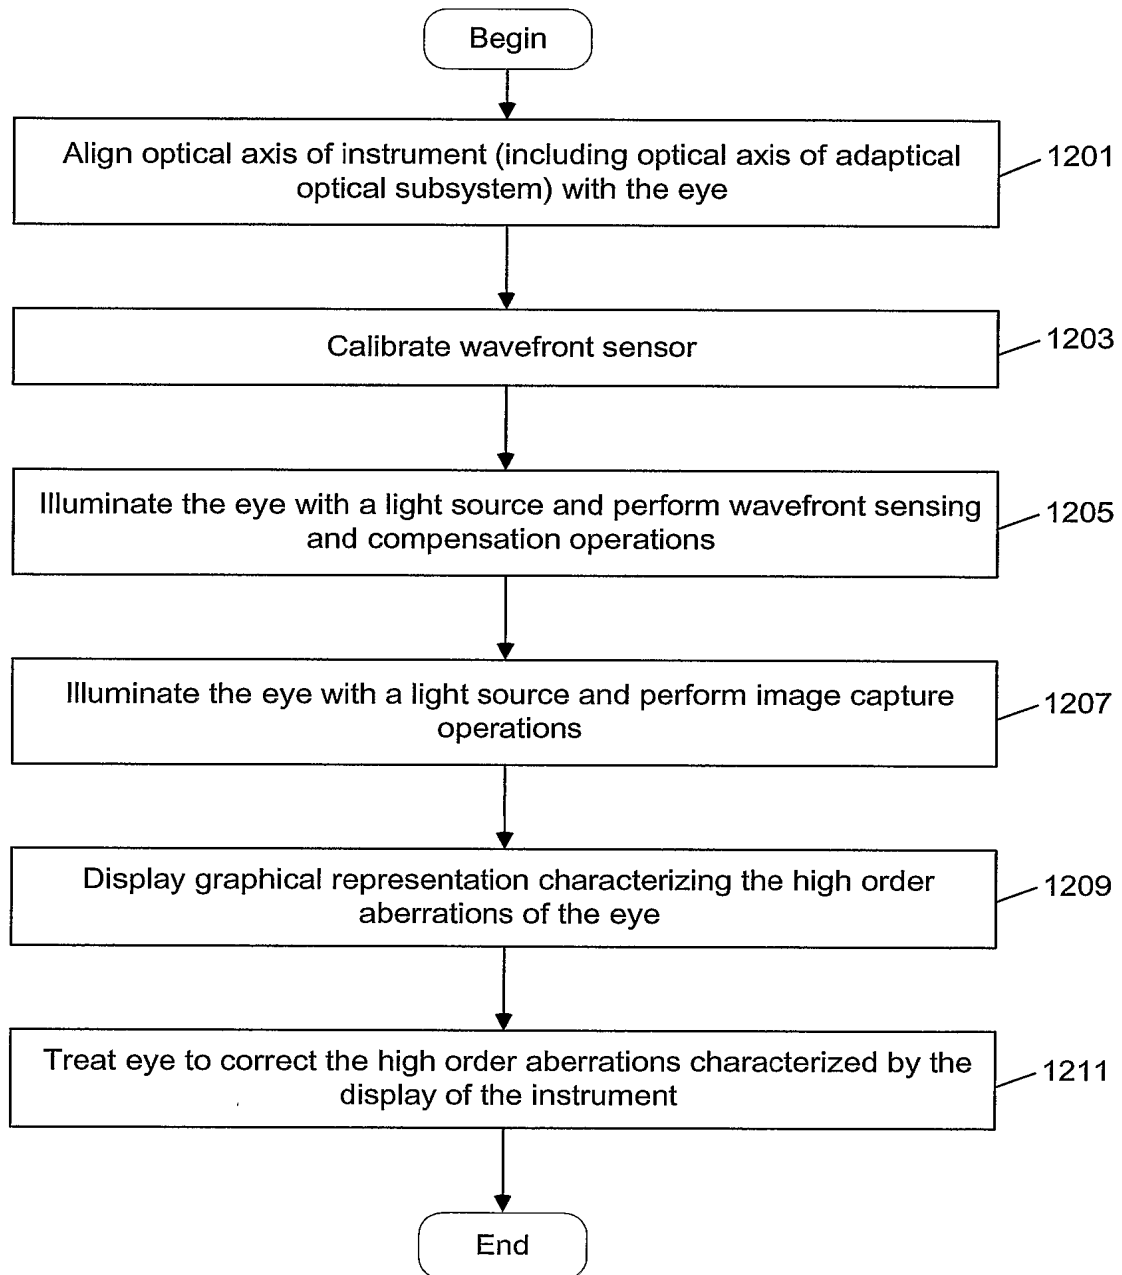 Begin
Align optical axis of instrument (including optical axis of adaptical
optical subsystem) with the eye
1201
Calibrate wavefront sensor
1203
Illuminate the eye with a light source and perform wavefront sensing
and compensation operations
1205
Illuminate the eye with a light source and perform image capture
operations
1207
Display graphical representation characterizing the high order
aberrations of the eye
1209
Treat eye to correct the high order aberrations characterized by the
display of the instrument
1211
End